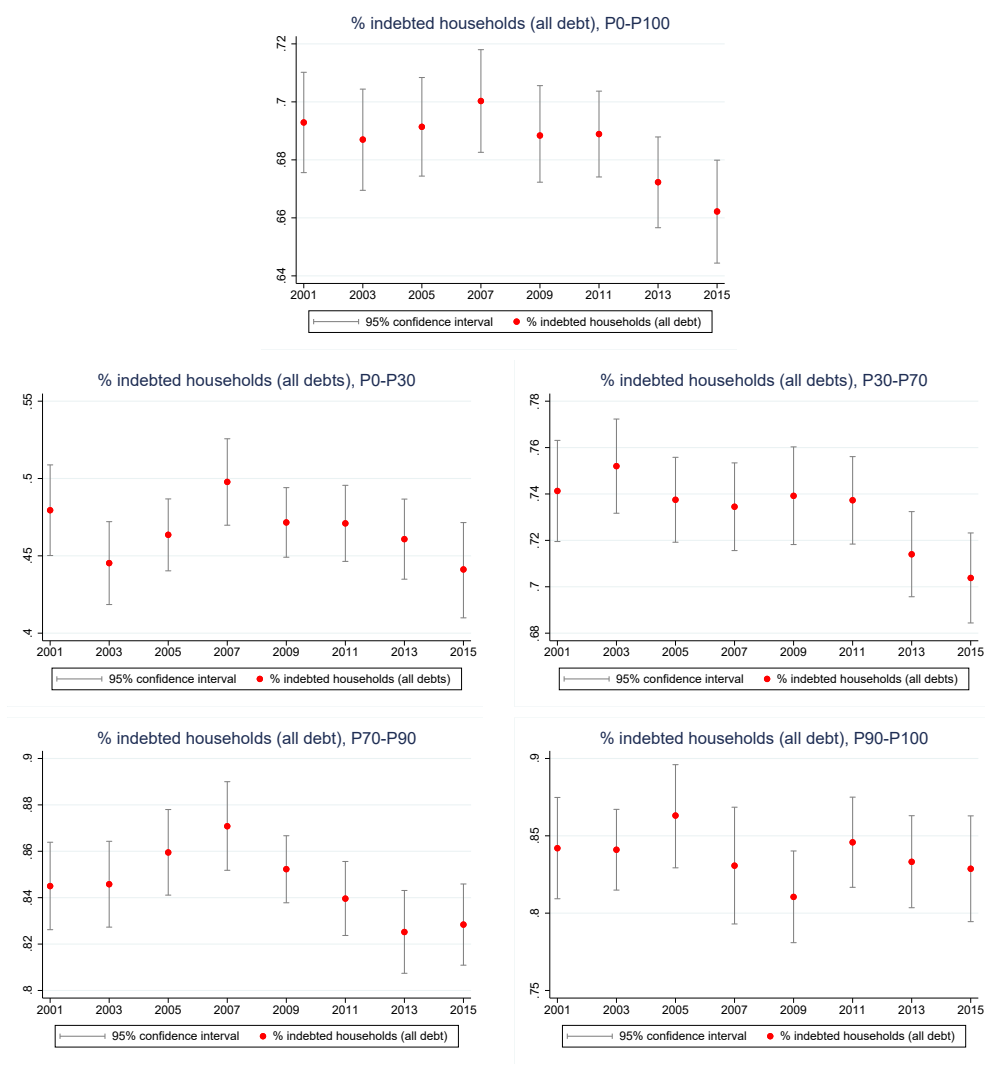 % indebted households (all debt), P0-P100
.72
.7
.68
.66
.64
2001 2003 2005 2007 2009 2011 2013 2015
95% confidence interval % indebted households (all debt)
% indebted households (all debts), P0-P30
.55
.5
.45
.4
2001 2003 2005 2007 2009 2011 2013 2015
95% confidence interval % indebted households (all debts)
% indebted households (all debts), P30-P70
.78
.76
.74
.72
.7
.68
2001 2003 2005 2007 2009 2011 2013 2015
95% confidence interval % indebted households (all debts)
% indebted households (all debt), P70-P90
.9
.88
.86
.84
.82
.8
2001 2003 2005 2007 2009 2011 2013 2015
95% confidence interval % indebted households (all debt)
% indebted households (all debt), P90-P100
.9
.85
.8
.75
2001 2003 2005 2007 2009 2011 2013 2015
95% confidence interval % indebted households (all debt)